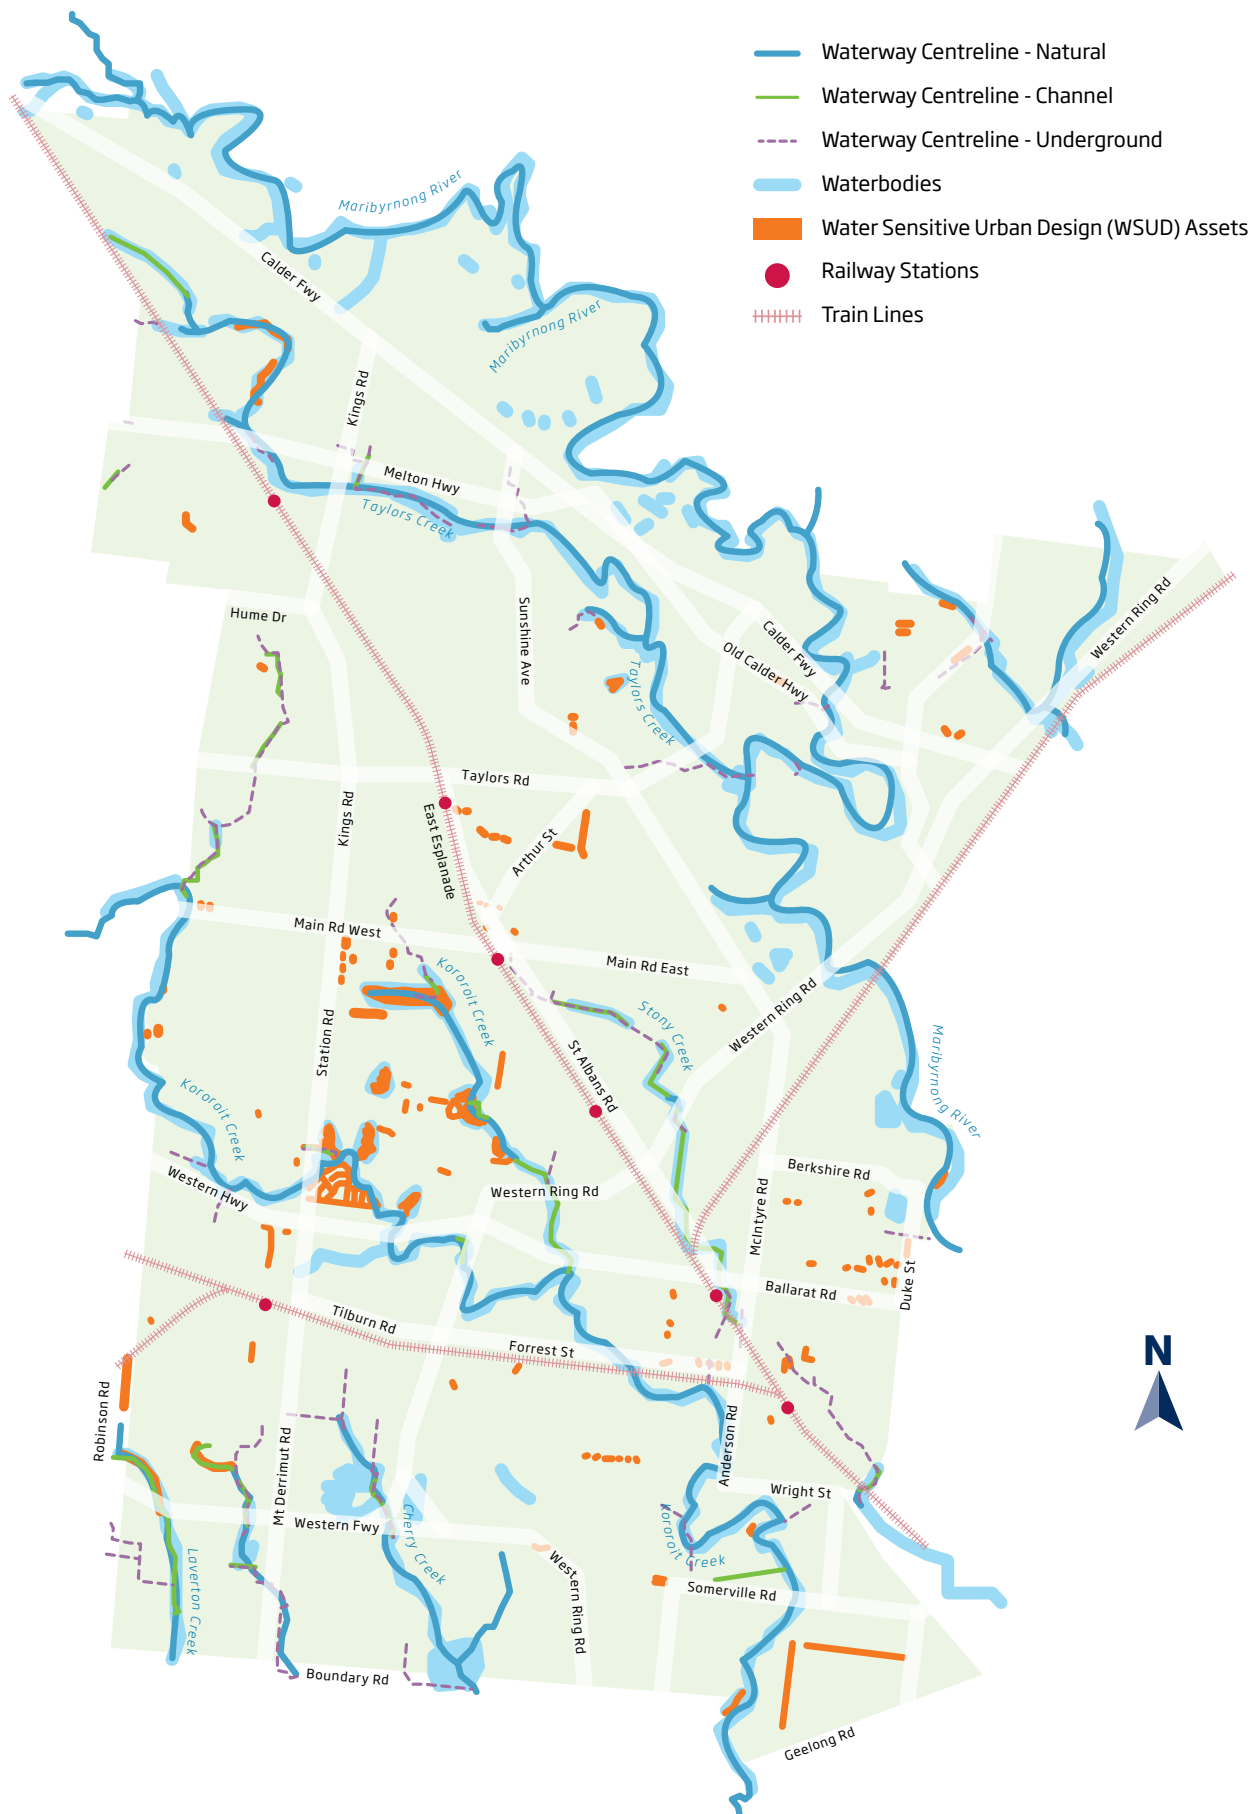 Waterway Centreline - Natural
Waterway Centreline - Channel
Waterway Centreline - Underground
Waterbodies
Water Sensitive Urban Design (WSUD) Assets
Railway Stations
Train Lines
Maribyrnong River
Calder Fwy
Maribyrnong River
Kings Rd
Melton Hwy
Taylors Creek
Hume Dr
Sunshine Ave
Western Ring Rd
Calder Fwy
Old Calder Hwy
Taylors Creek
Taylors Rd
Kings Rd
East Esplanade
Arthur St
Main Rd West
Main Rd East
Kororoit Creek
Stony Creek
Western Ring Rd
Station Rd
St Albans Rd
Maribyrnong River
Kororoit Creek
Berkshire Rd
Western Hwy
Western Ring Rd
McIntyre Rd
Ballarat Rd
Duke St
Tilburn Rd
Forrest St
N
Robinson Rd
Anderson Rd
Mt Derrimut Rd
Wright St
Western Fwy
Cherry Creek
Kororoit Creek
Laverton Creek
Western Ring Rd
Somerville Rd
Boundary Rd
Geelong Rd